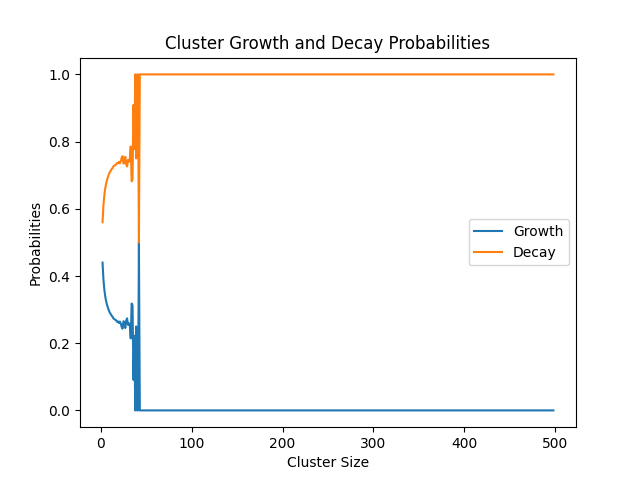 Cluster Growth and Decay Probabilities
1.0
0.8
0.6
0.4
0.2
0.0
Probabilities
Growth
Decay
0 100 200 300 400 500
Cluster Size